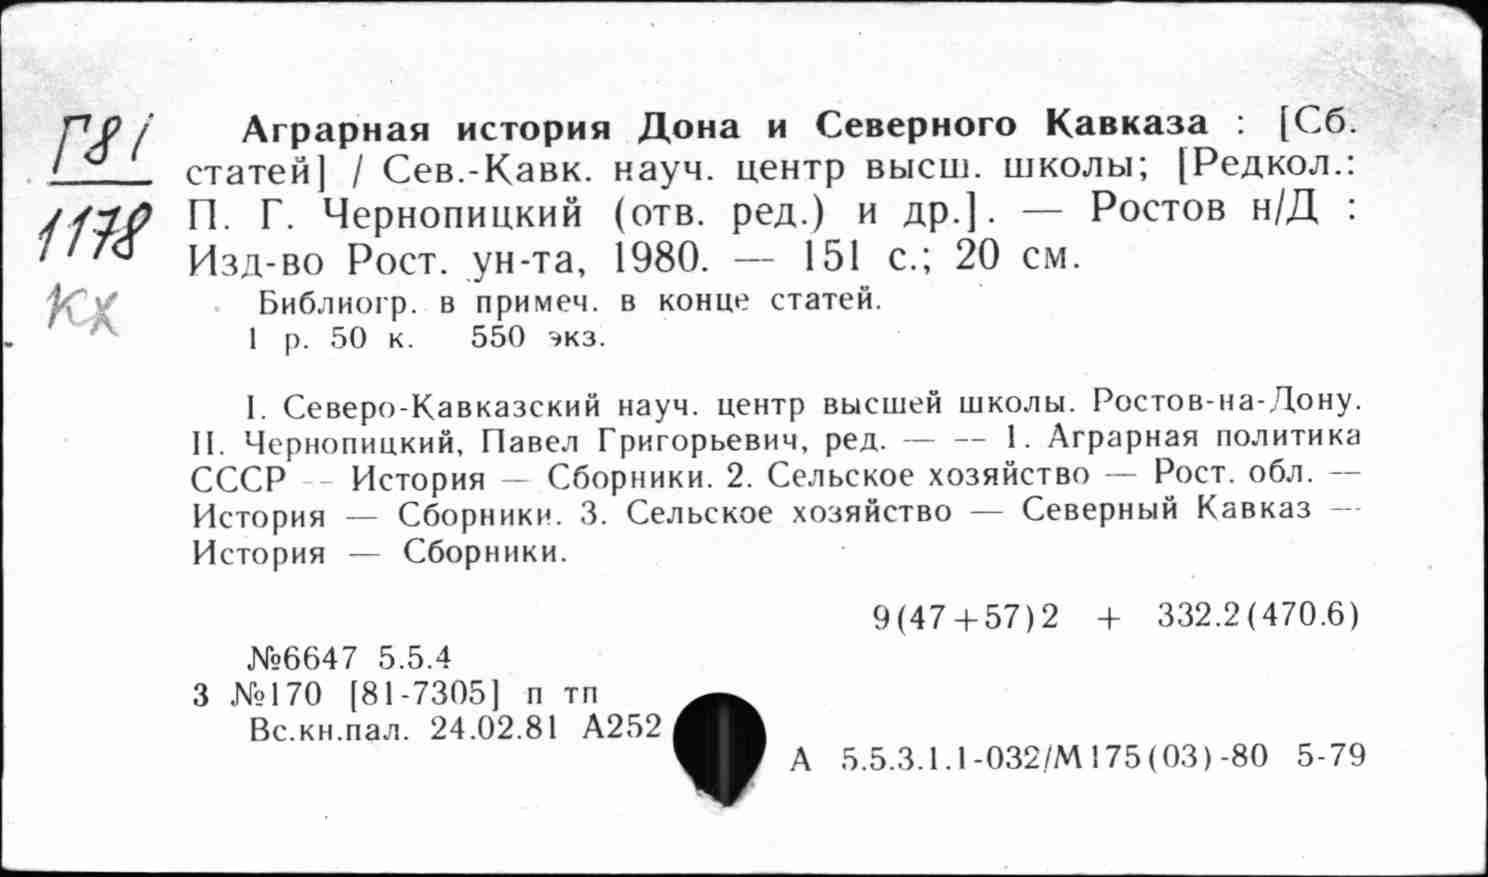 Г81
1178
КХ
Аграрная история Дона и Северного Кавказа : [Сб.
статей] / Сев.-Кавк. науч. центр высш. школы; [Редкол.:
П. Г. Чернопицкий (отв. ред.) и др.]. — Ростов н/Д :
Изд-во Рост. ун-та, 1980. — 151 с.; 20 см.
Библиогр. в примеч. в конце статей.
1 р. 50 к. 550 экз.
I. Северо-Кавказский науч. центр высшей школы. Ростов-на-Дону.
II. Чернопицкий, Павел Григорьевич, ред. — — 1. Аграрная политика
СССР — История — Сборники. 2. Сельское хозяйство — Рост. обл. —
История — Сборники. 3. Сельское хозяйство — Северный Кавказ —
История — Сборники.
9(47+57)2 + 332.2(470.6)
№6647 5.5.4
3 №170 [81-7305] п тп
Вс.кн.пал. 24.02.81 А252
А 5.5.3.1.1-032/М175(03)-80 5-79